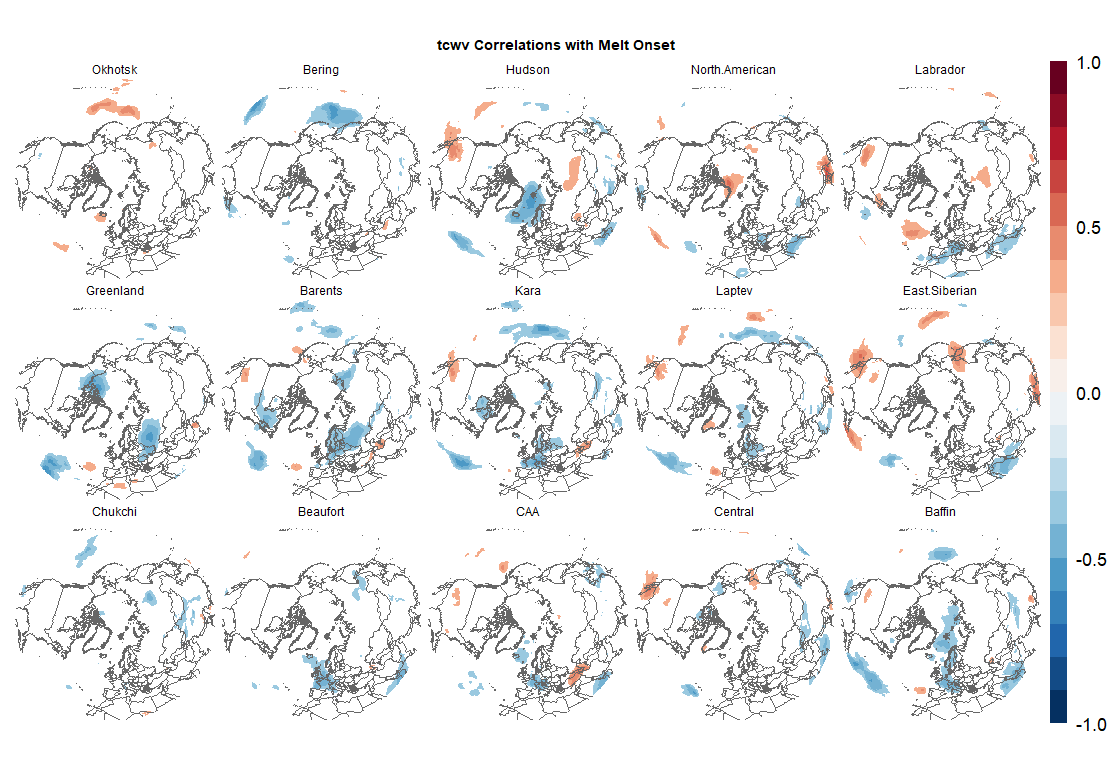 tcwv Correlations with Melt Onset
Okhotsk Bering Hudson North.American Labrador
Greenland Barents Kara Laptev East.Siberian
Chukchi Beaufort CAA Central Baffin
1.0
0.5
0.0
-0.5
-1.0